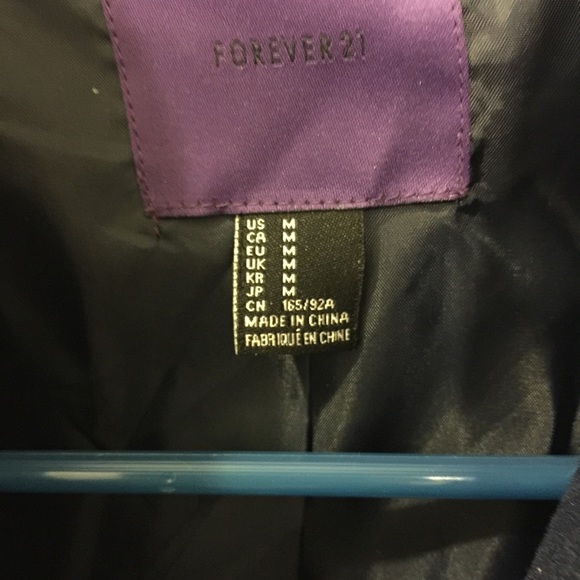 FOREVER 21
US M
CA M
EU M
UK M
KR M
JP M
CN 165/92A
MADE IN CHINA
FABRIQUÉ EN CHINE